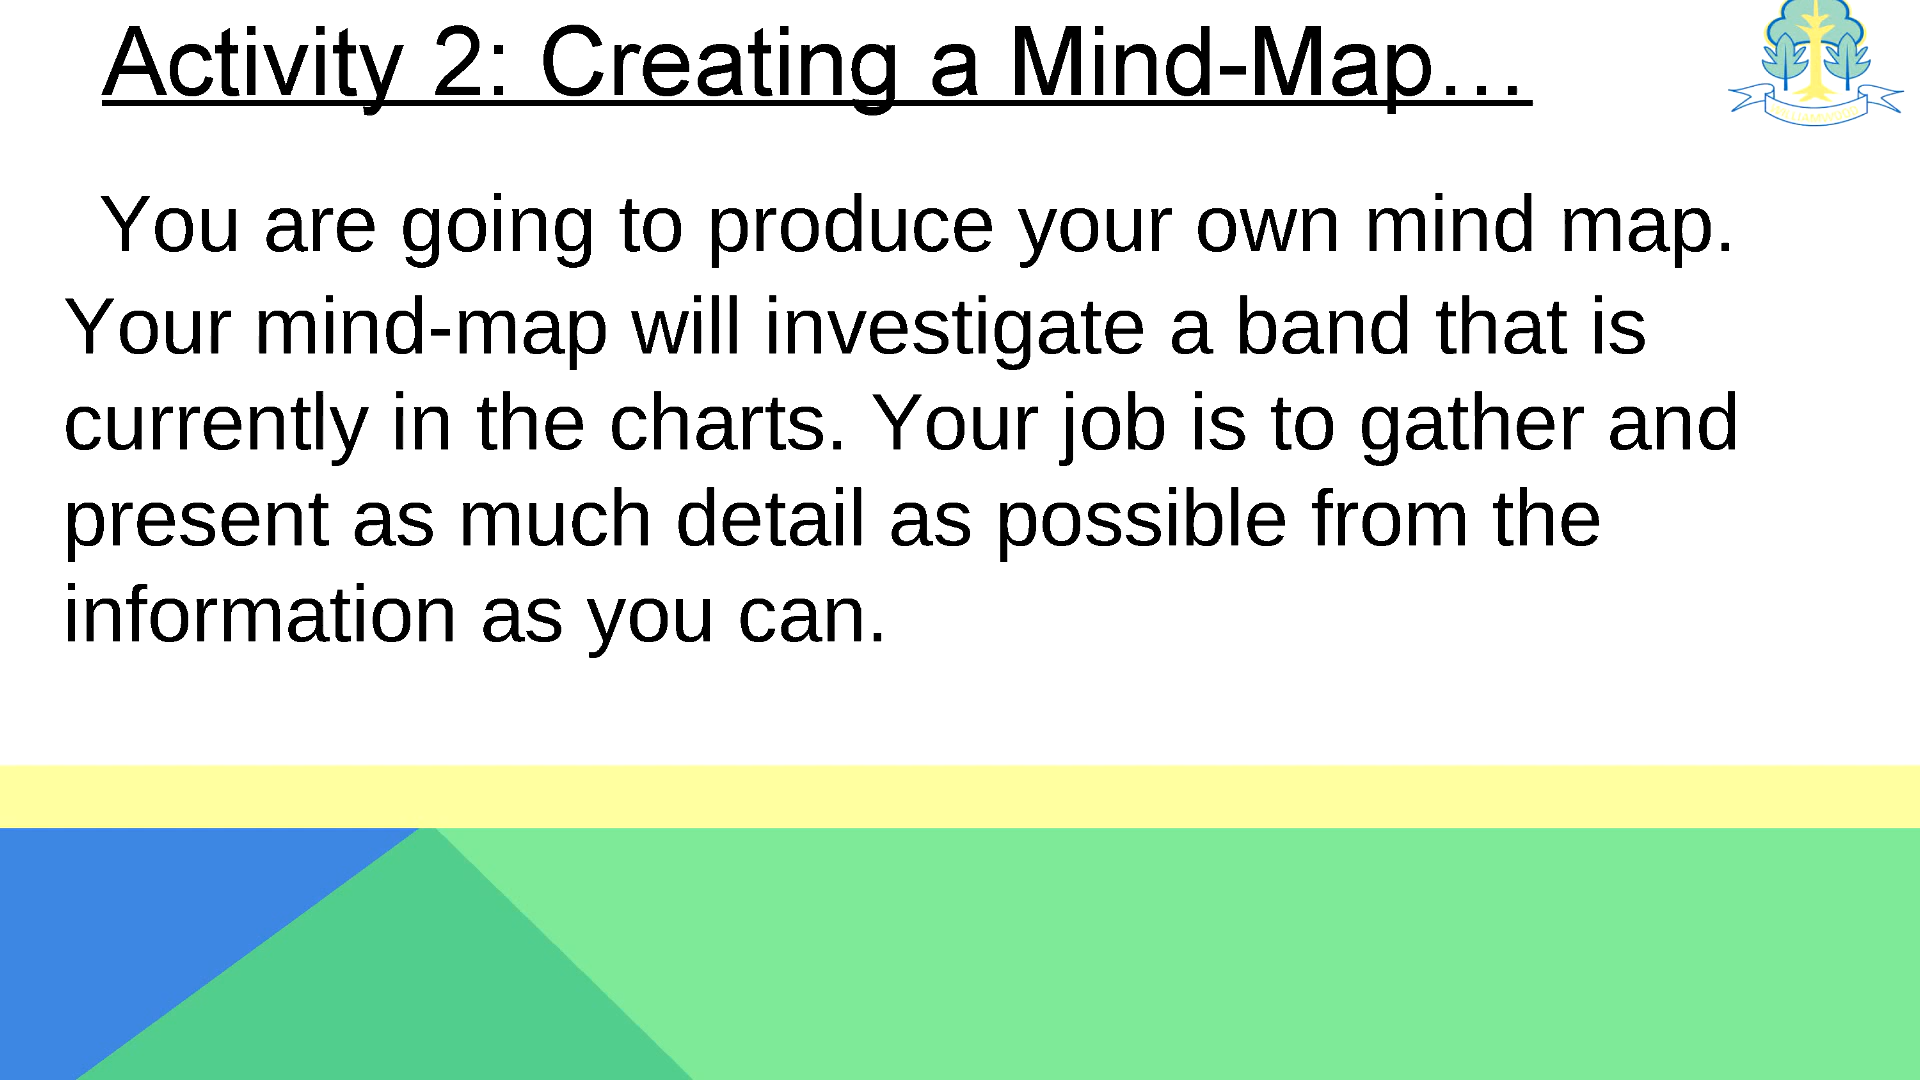 Activity 2: Creating a Mind-Map…
You are going to produce your own mind map.
Your mind-map will investigate a band that is
currently in the charts. Your job is to gather and
present as much detail as possible from the
information as you can.